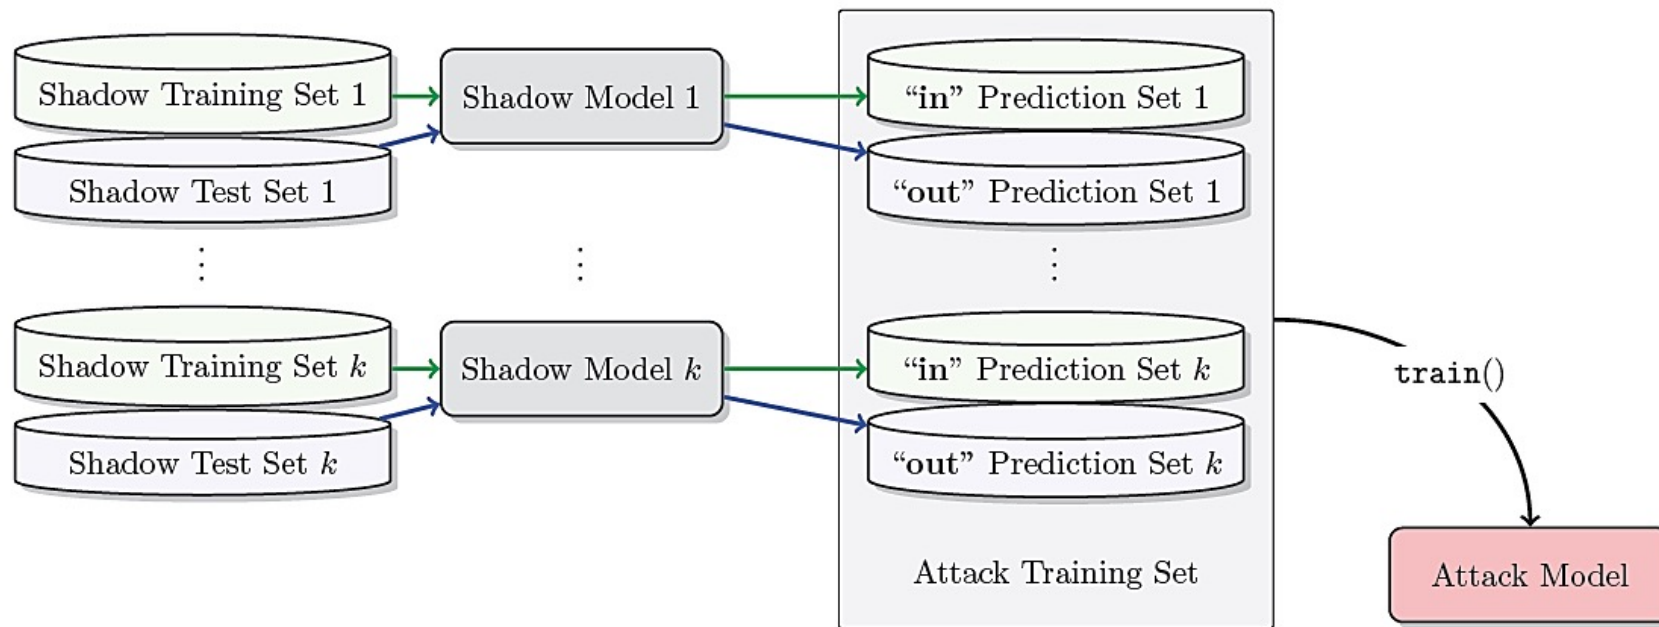 Shadow Training Set 1
Shadow Model 1
“in” Prediction Set 1
Shadow Test Set 1
“out” Prediction Set 1
Shadow Training Set k
Shadow Model k
“in” Prediction Set k
train()
Shadow Test Set k
“out” Prediction Set k
Attack Training Set
Attack Model